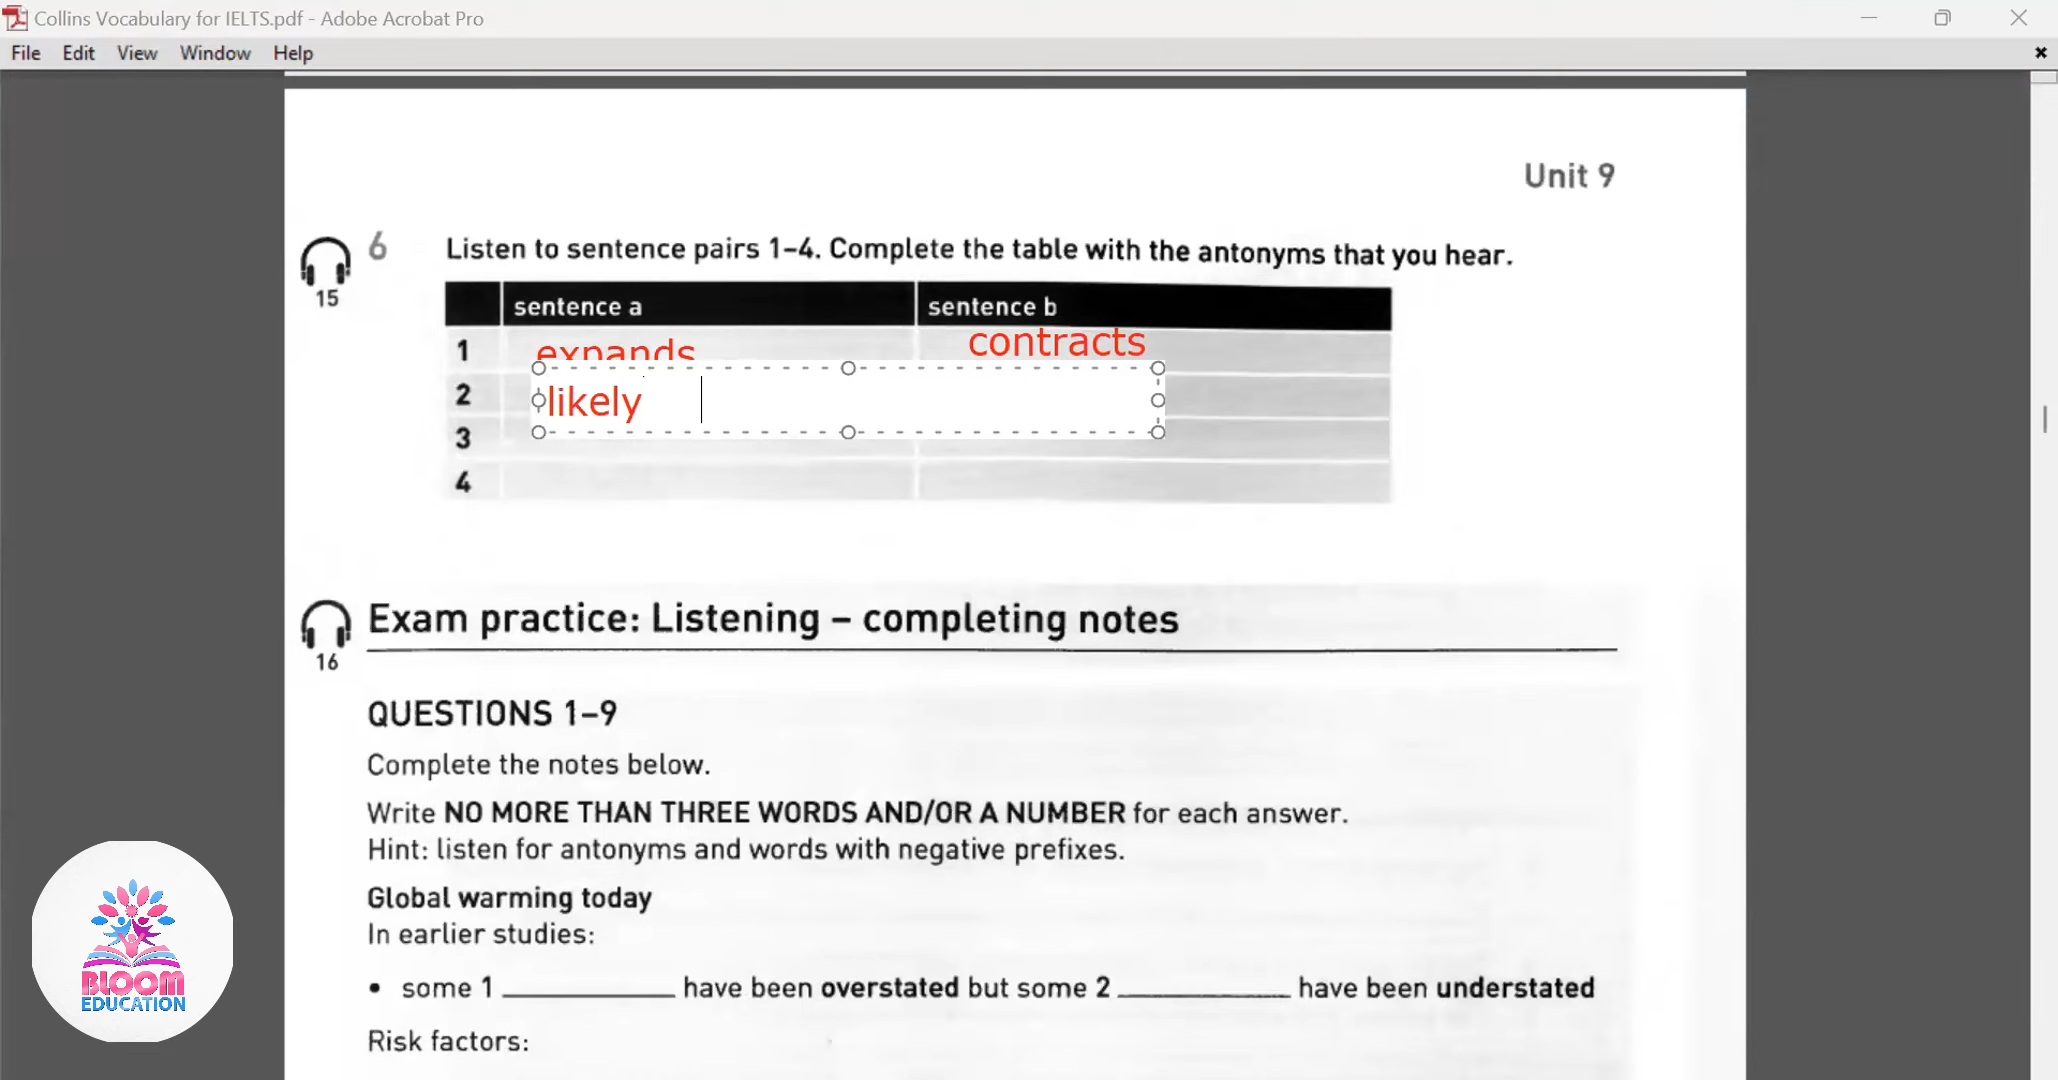 Collins Vocabulary for IELTS.pdf - Adobe Acrobat Pro
File Edit View Window Help
Unit 9
15
6 Listen to sentence pairs 1–4. Complete the table with the antonyms that you hear.
sentence a sentence b
1 expands contracts
2 likely
3
4
16
Exam practice: Listening – completing notes
QUESTIONS 1–9
Complete the notes below.
Write NO MORE THAN THREE WORDS AND/OR A NUMBER for each answer.
Hint: listen for antonyms and words with negative prefixes.
Global warming today
In earlier studies:
• some 1 __________ have been overstated but some 2 __________ have been understated
Risk factors:
BLOOM
EDUCATION